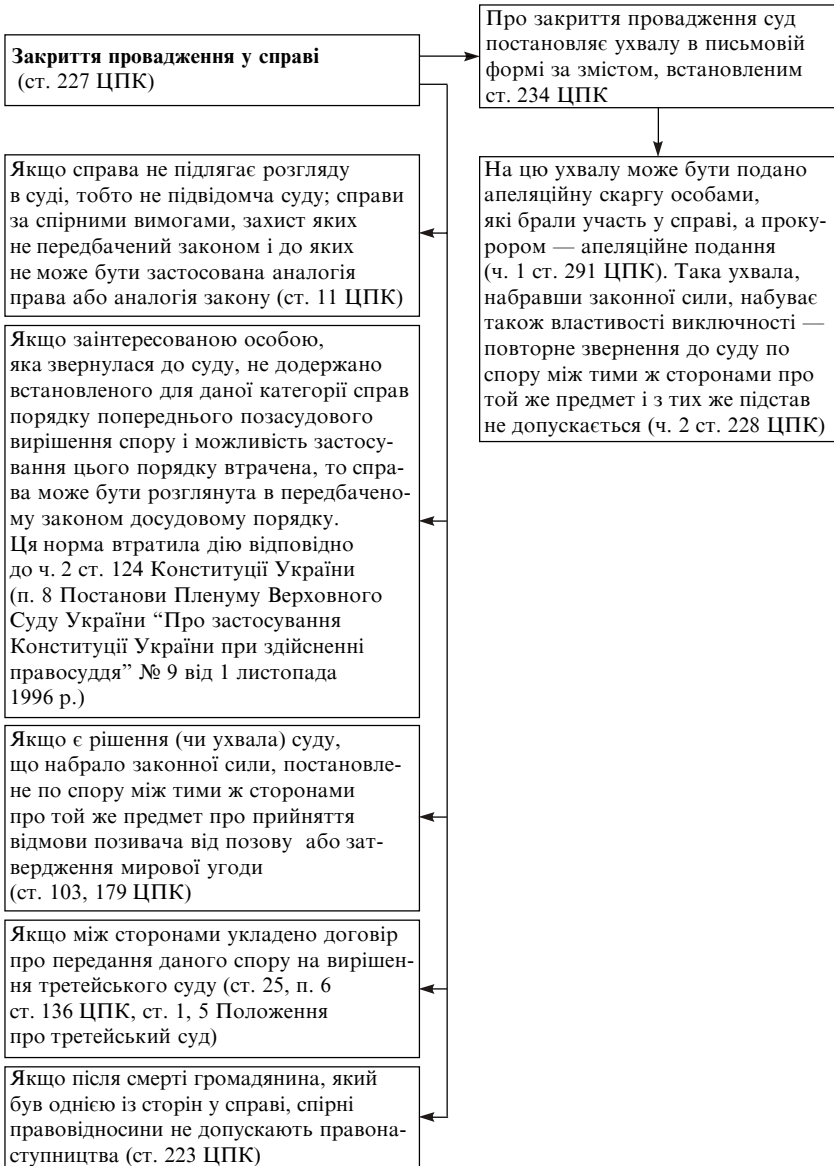 Закриття провадження у справі
(ст. 227 ЦПК)
Про закриття провадження суд
постановляє ухвалу в письмовій
формі за змістом, встановленим
ст. 234 ЦПК
На цю ухвалу може бути подано
апеляційну скаргу особами,
які брали участь у справі, а проку-
рором — апеляційне подання
(ч. 1 ст. 291 ЦПК). Така ухвала,
набравши законної сили, набуває
також властивості виключності —
повторне звернення до суду по
спору між тими ж сторонами про
той же предмет і з тих же підстав
не допускається (ч. 2 ст. 228 ЦПК)
Якщо справа не підлягає розгляду
в суді, тобто не підвідомча суду; справи
за спірними вимогами, захист яких
не передбачений законом і до яких
не може бути застосована аналогія
права або аналогія закону (ст. 11 ЦПК)
Якщо заінтересованою особою,
яка звернулася до суду, не додержано
встановленого для даної категорії справ
порядку попереднього позасудового
вирішення спору і можливість застосу-
вання цього порядку втрачена, то спра-
ва може бути розглянута в передбачено-
му законом досудовому порядку.
Ця норма втратила дію відповідно
до ч. 2 ст. 124 Конституції України
(п. 8 Постанови Пленуму Верховного
Суду України “Про застосування
Конституції України при здійсненні
правосуддя” № 9 від 1 листопада
1996 р.)
Якщо є рішення (чи ухвала) суду,
що набрало законної сили, постановле-
не по спору між тими ж сторонами
про той же предмет про прийняття
відмови позивача від позову або зат-
вердження мирової угоди
(ст. 103, 179 ЦПК)
Якщо між сторонами укладено договір
про передання даного спору на вирішен-
ня третейського суду (ст. 25, п. 6
ст. 136 ЦПК, ст. 1, 5 Положення
про третейський суд)
Якщо після смерті громадянина, який
був однією із сторін у справі, спірні
правовідносини не допускають правона-
ступництва (ст. 223 ЦПК)